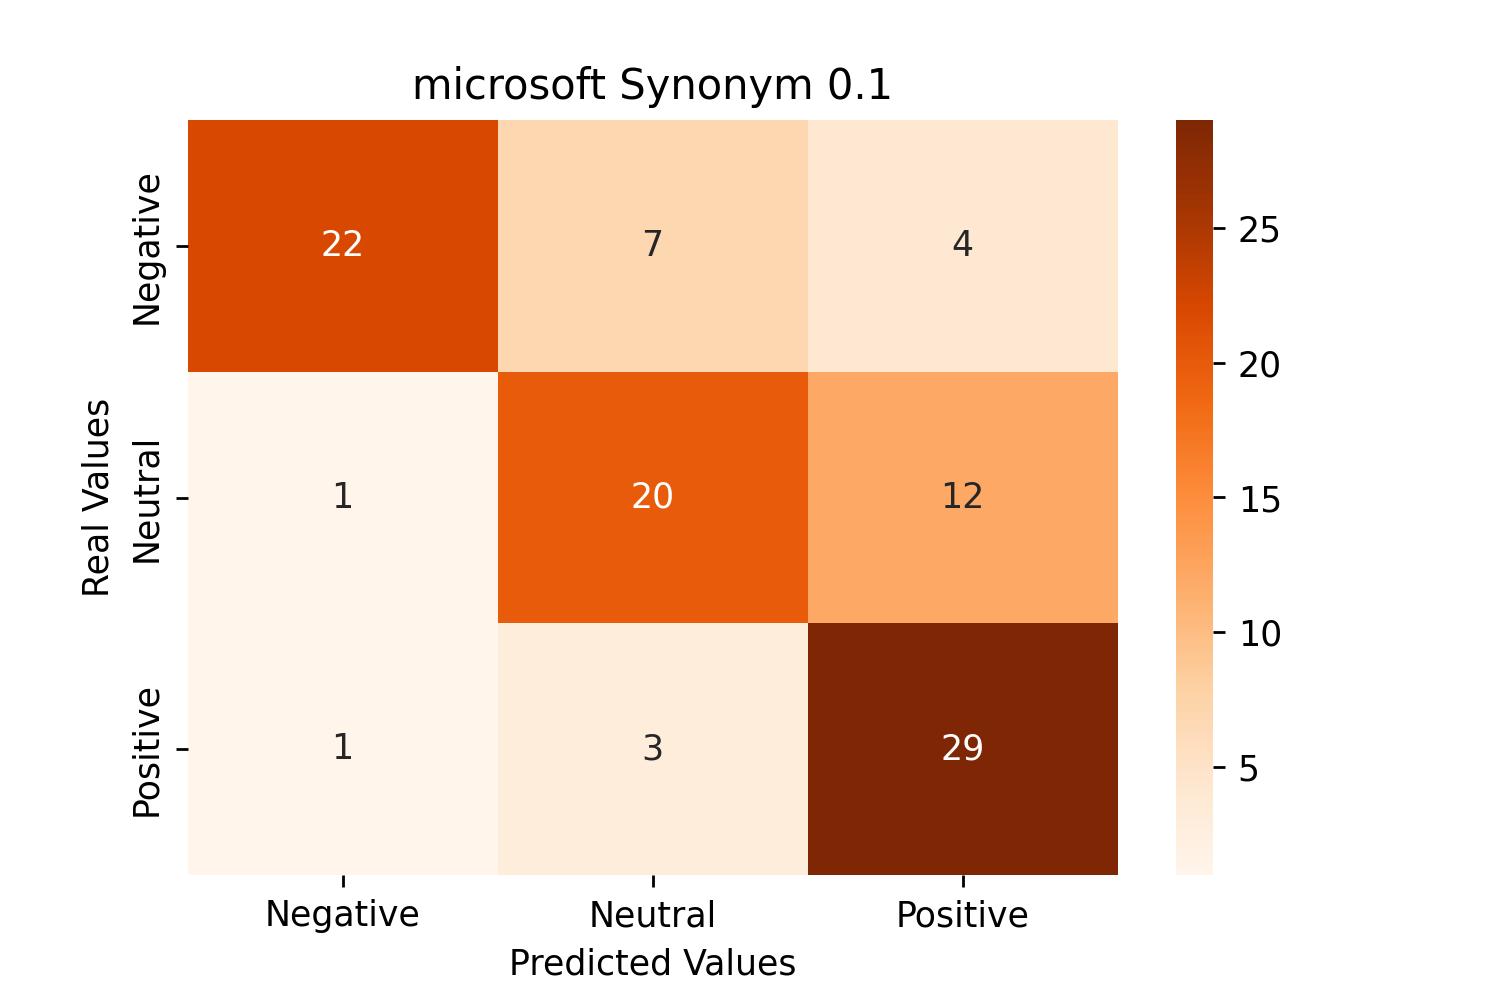 microsoft Synonym 0.1
Real Values
Negative
22 7 4
Neutral
1 20 12
Positive
1 3 29
Negative Neutral Positive
Predicted Values
25
20
15
10
5